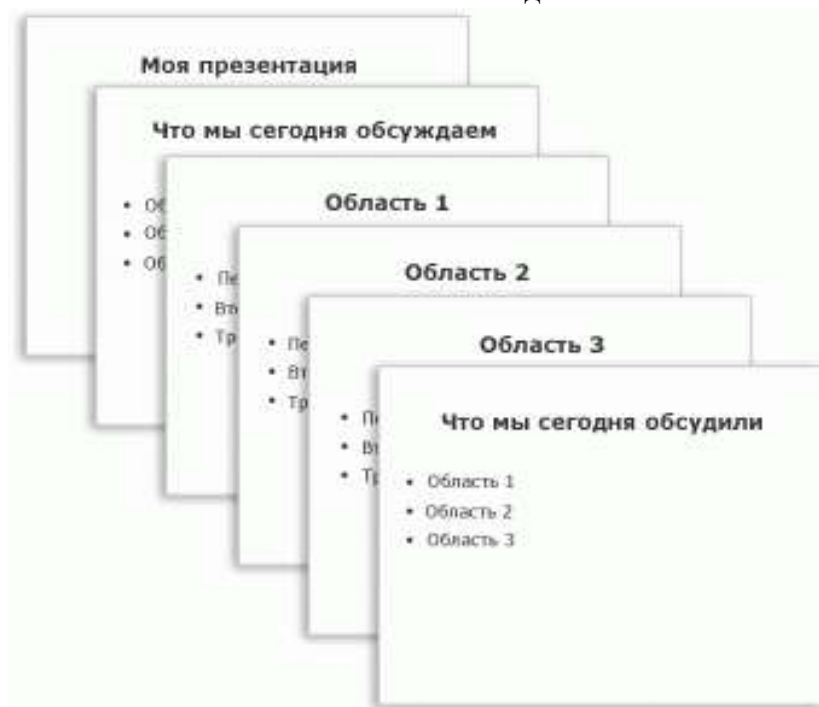 Моя презентация
Что мы сегодня обсуждаем
Область 1
Область 2
Область 3
Что мы сегодня обсудили
• Область 1
• Область 2
• Область 3